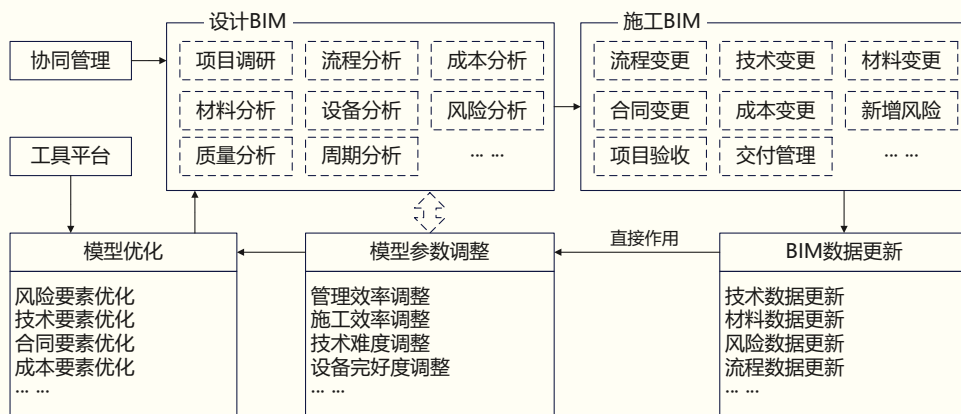 设计BIM
施工BIM
协同管理
项目调研
流程分析
成本分析
流程变更
技术变更
材料变更
材料分析
设备分析
风险分析
合同变更
成本变更
新增风险
工具平台
质量分析
周期分析
… …
项目验收
交付管理
… …
直接作用
模型优化
风险要素优化
技术要素优化
合同要素优化
成本要素优化
… …
模型参数调整
管理效率调整
施工效率调整
技术难度调整
设备完好度调整
… …
BIM数据更新
技术数据更新
材料数据更新
风险数据更新
流程数据更新
… …